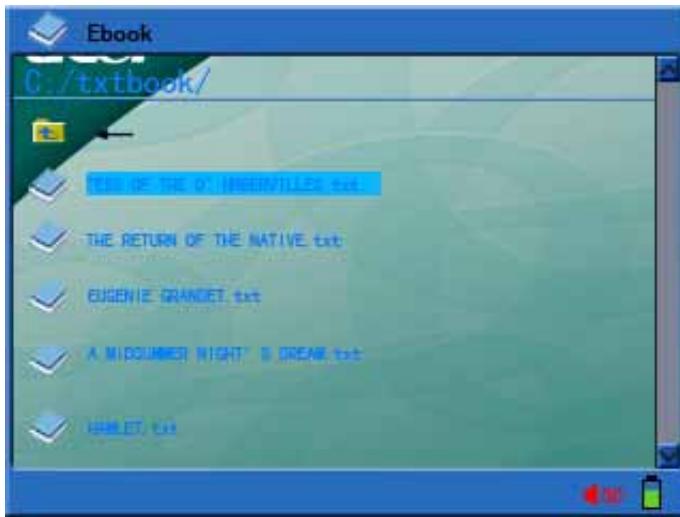 Ebook
acer
C:/txtbook/
TESS OF THE D' URBERVILLES.txt
THE RETURN OF THE NATIVE.txt
EUGENIE GRANDET.txt
A MIDSUMMER NIGHT' S DREAM.txt
HAMLET.txt